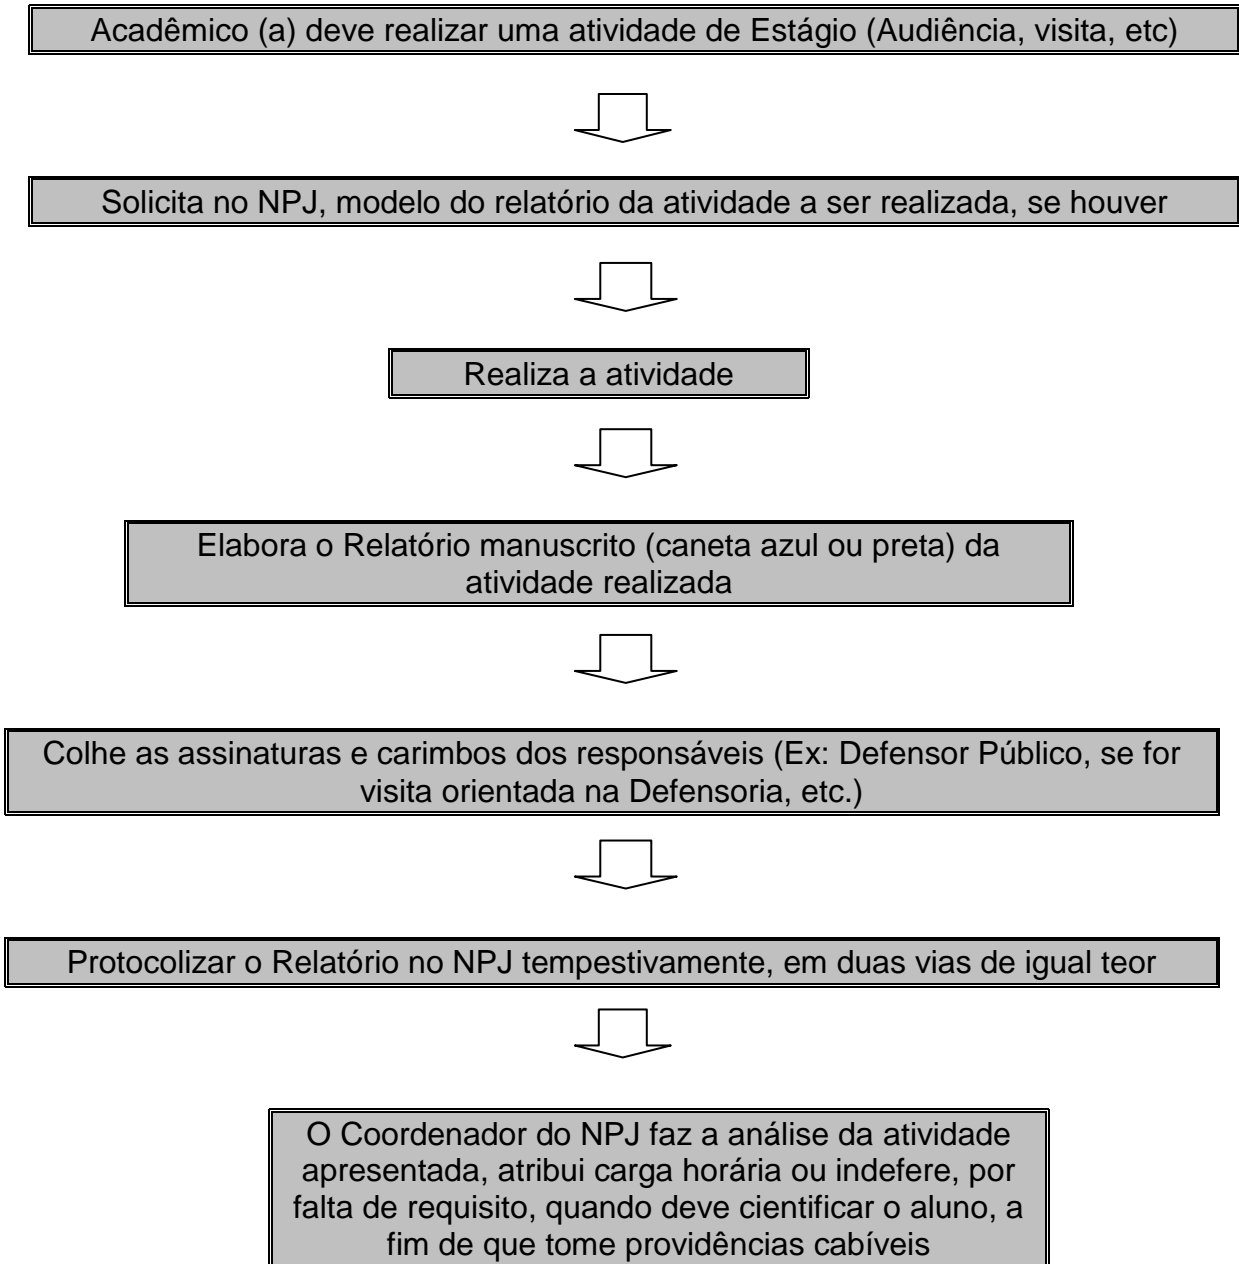 Acadêmico (a) deve realizar uma atividade de Estágio (Audiência, visita, etc)
Solicita no NPJ, modelo do relatório da atividade a ser realizada, se houver
Realiza a atividade
Elabora o Relatório manuscrito (caneta azul ou preta) da
atividade realizada
Colhe as assinaturas e carimbos dos responsáveis (Ex: Defensor Público, se for
visita orientada na Defensoria, etc.)
Protocolizar o Relatório no NPJ tempestivamente, em duas vias de igual teor
O Coordenador do NPJ faz a análise da atividade
apresentada, atribui carga horária ou indefere, por
falta de requisito, quando deve cientificar o aluno, a
fim de que tome providências cabíveis